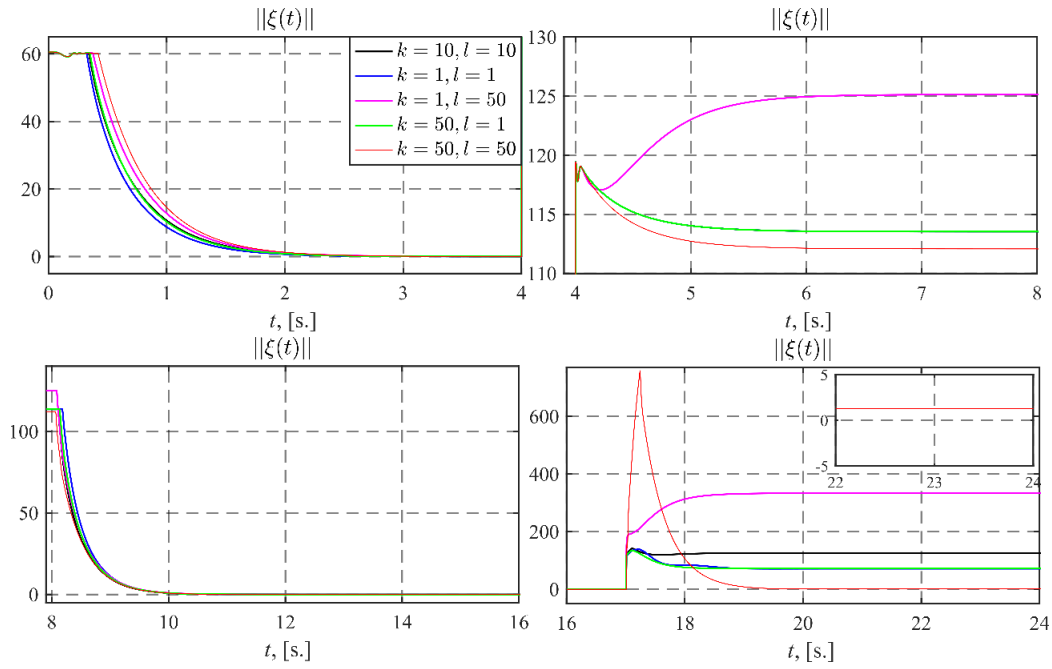 ||ξ(t)||
60
40
20
0
0 1 2 3 4
t, [s.]
k = 10, l = 10
k = 1, l = 1
k = 1, l = 50
k = 50, l = 1
k = 50, l = 50
||ξ(t)||
130
125
120
115
110
4 5 6 7 8
t, [s.]
||ξ(t)||
100
50
0
8 10 12 14 16
t, [s.]
||ξ(t)||
600
400
200
0
16 18 20 22 24
t, [s.]
5
0
-5
22 23 24